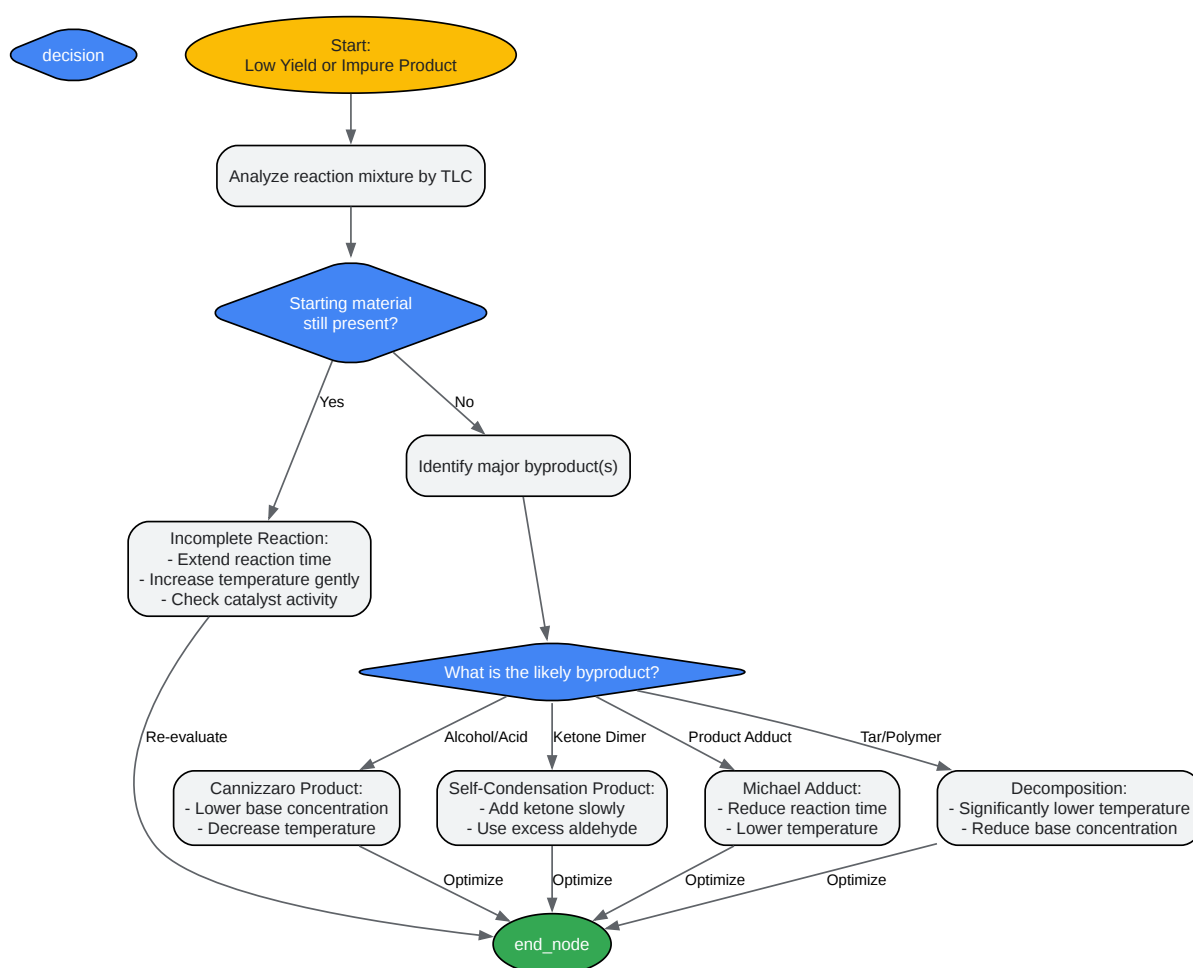 decision
Start:
Low Yield or Impure Product
Analyze reaction mixture by TLC
Starting material
still present?
Yes
No
Identify major byproduct(s)
Incomplete Reaction:
- Extend reaction time
- Increase temperature gently
- Check catalyst activity
What is the likely byproduct?
Re-evaluate
Alcohol/Acid
Ketone Dimer
Product Adduct
Tar/Polymer
Cannizzaro Product:
- Lower base concentration
- Decrease temperature
Self-Condensation Product:
- Add ketone slowly
- Use excess aldehyde
Michael Adduct:
- Reduce reaction time
- Lower temperature
Decomposition:
- Significantly lower temperature
- Reduce base concentration
Optimize
Optimize
Optimize
Optimize
end_node